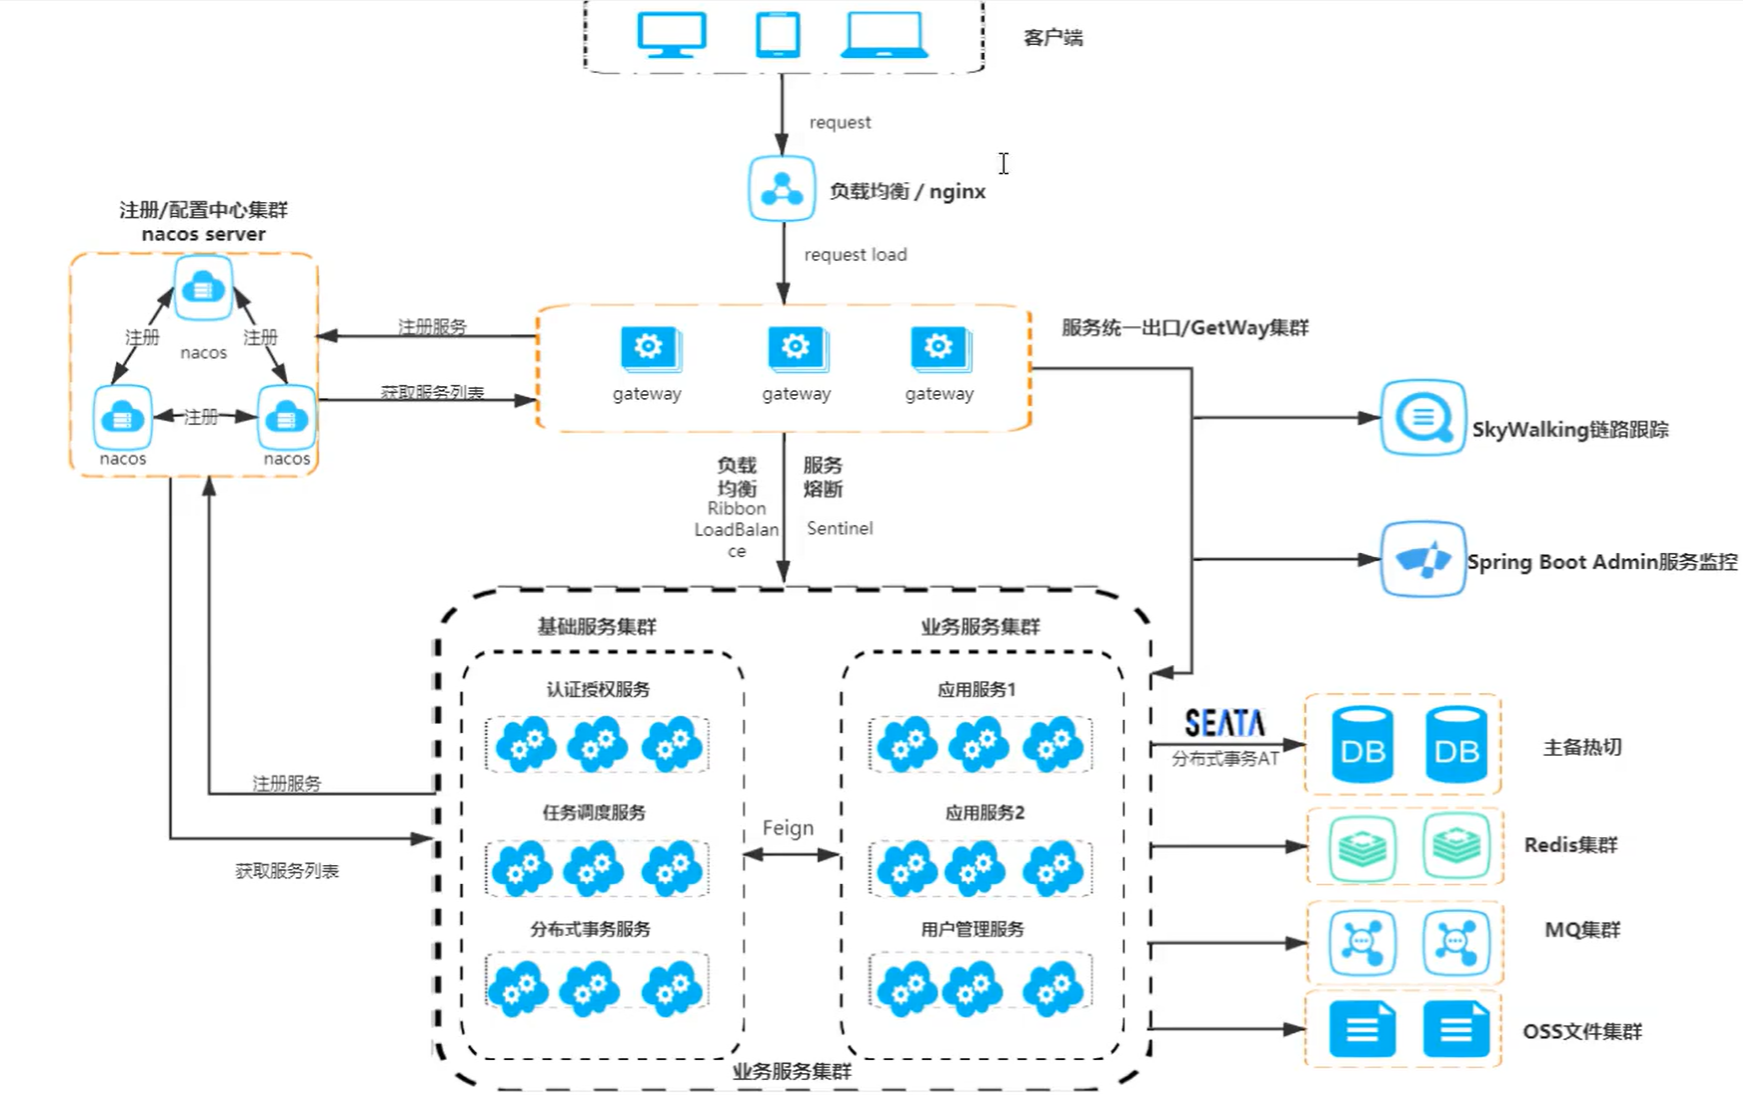 客户端
request
负载均衡 / nginx
request load
注册/配置中心集群
nacos server
注册
注册
nacos
注册
nacos
nacos
注册服务
获取服务列表
gateway
gateway
gateway
服务统一出口/GetWay集群
SkyWalking链路跟踪
Spring Boot Admin服务监控
负载
均衡
Ribbon
LoadBalan
ce
服务
熔断
Sentinel
基础服务集群
业务服务集群
认证授权服务
应用服务1
任务调度服务
应用服务2
Feign
分布式事务服务
用户管理服务
业务服务集群
注册服务
获取服务列表
SEATA
分布式事务AT
DB
DB
主备热切
Redis集群
MQ集群
OSS文件集群